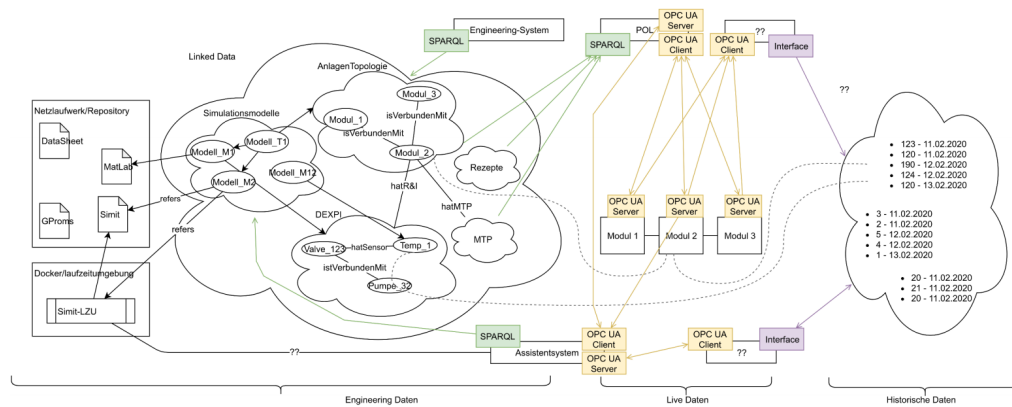 Engineering-System
SPARQL
Linked Data
AnlagenTopologie
Modul_3
isVerbundenMit
Modul_1
isVerbundenMit
Modul_2
hatR&I
hatMTP
Rezepte
MTP
Simulationsmodelle
Modell_T1
Modell_M1
Modell_M12
Modell_M2
DEXPI
Valve_123
hatSensor
Temp_1
istVerbundenMit
Pumpe_32
Netzlaufwerk/Repository
DataSheet
MatLab
GProms
Simit
refers
refers
Docker/laufzeitumgebung
Simit-LZU
??
SPARQL
Assistentsystem
OPC UA
Client
OPC UA
Server
OPC UA
Client
??
Interface
SPARQL
POL
OPC UA
Server
OPC UA
Client
OPC UA
Client
??
Interface
??
OPC UA
Server
OPC UA
Server
OPC UA
Server
Modul 1
Modul 2
Modul 3
123 - 11.02.2020
120 - 11.02.2020
190 - 12.02.2020
124 - 12.02.2020
120 - 13.02.2020
3 - 11.02.2020
2 - 11.02.2020
5 - 12.02.2020
4 - 12.02.2020
1 - 13.02.2020
20 - 11.02.2020
21 - 11.02.2020
20 - 11.02.2020
Engineering Daten
Live Daten
Historische Daten